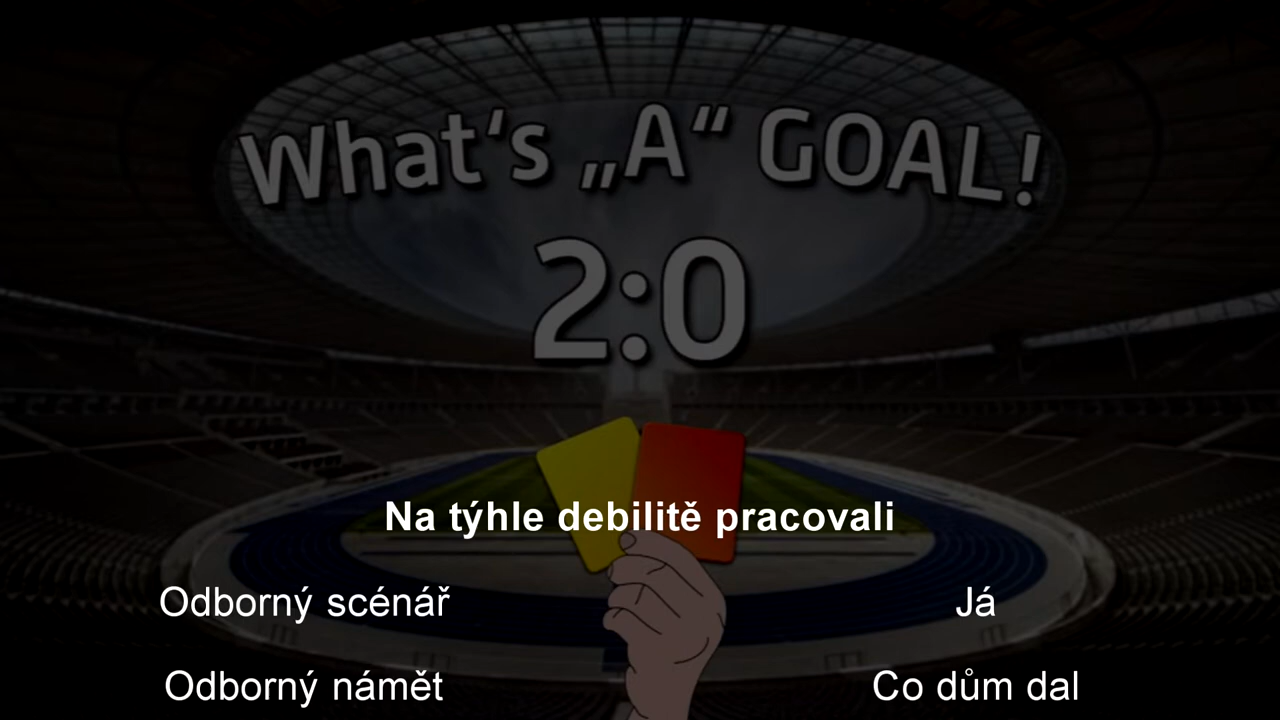 What's „A“ GOAL!
2:0
Na týhle debilitě pracovali
Odborný scénář Já
Odborný námět Co dům dal